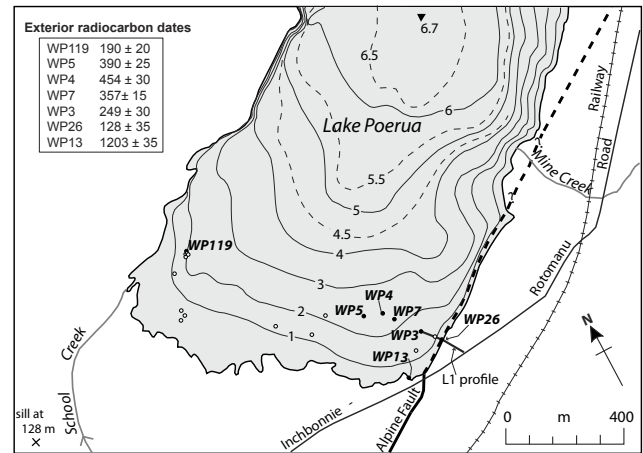 Exterior radiocarbon dates
WP119 190 ± 20
WP5 390 ± 25
WP4 454 ± 30
WP7 357± 15
WP3 249 ± 30
WP26 128 ± 35
WP13 1203 ± 35
6.7
6.5
6
Lake Poerua
5.5
5
4.5
4
3
2
1
Railway
Road
Mine Creek
?
?
Rotomanu
WP119
WP4
WP5
WP7
WP3
WP26
WP13
L1 profile
N
School Creek
sill at
128 m
Inchbonnie -
Alpine Fault
0 m 400